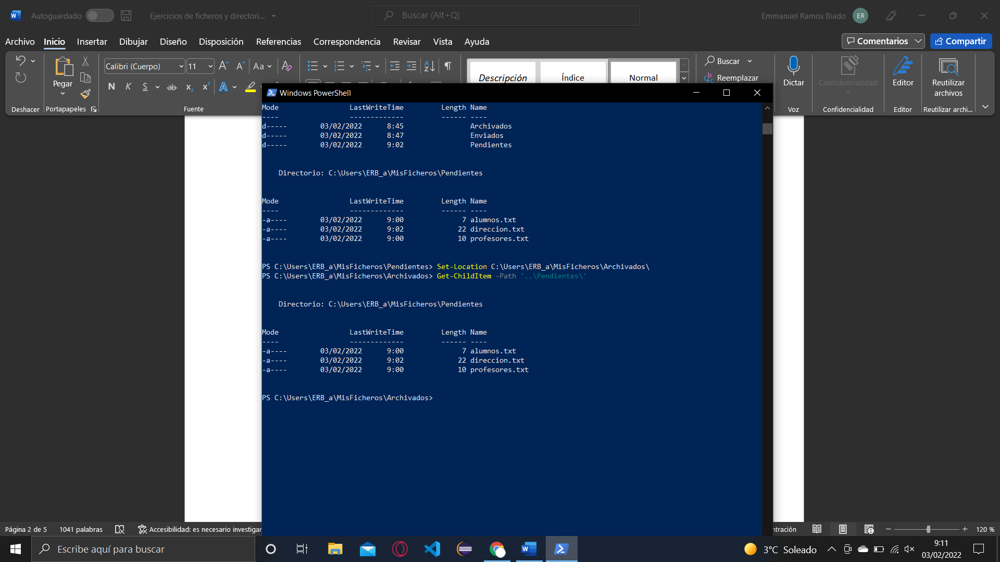 Autoguardado
Ejercicios de ficheros y directori...
Buscar (Alt+Q)
Emmanuel Ramos Biado
ER
Archivo Inicio Insertar Dibujar Diseño Disposición Referencias Correspondencia Revisar Vista Ayuda
Comentarios
Compartir
Deshacer
Pegar
Portapapeles
Calibri (Cuerpo)
11
Aa
N K S ab x2 x2 A
Fuente
Descripción
Índice
Normal
Buscar
Reemplazar
Dictar
Voz
Confidencialidad
Confidencialidad
Editor
Editor
Reutilizar
archivos
Reutilizar archi...
Windows PowerShell
Mode                 LastWriteTime         Length Name
----                 -------------         ------ ----
d-----        03/02/2022      8:45                Archivados
d-----        03/02/2022      8:47                Enviados
d-----        03/02/2022      9:02                Pendientes
Directorio: C:\Users\ERB_a\MisFicheros\Pendientes
Mode                 LastWriteTime         Length Name
----                 -------------         ------ ----
-a----        03/02/2022      9:00              7 alumnos.txt
-a----        03/02/2022      9:02             22 direccion.txt
-a----        03/02/2022      9:00             10 profesores.txt
PS C:\Users\ERB_a\MisFicheros\Pendientes> Set-Location C:\Users\ERB_a\MisFicheros\Archivados\
PS C:\Users\ERB_a\MisFicheros\Archivados> Get-ChildItem -Path '..\Pendientes\'
Directorio: C:\Users\ERB_a\MisFicheros\Pendientes
Mode                 LastWriteTime         Length Name
----                 -------------         ------ ----
-a----        03/02/2022      9:00              7 alumnos.txt
-a----        03/02/2022      9:02             22 direccion.txt
-a----        03/02/2022      9:00             10 profesores.txt
PS C:\Users\ERB_a\MisFicheros\Archivados>
Página 2 de 5
1041 palabras
Accesibilidad: es necesario investigar
ntración
120 %
Escribe aquí para buscar
3°C Soleado
9:11
03/02/2022